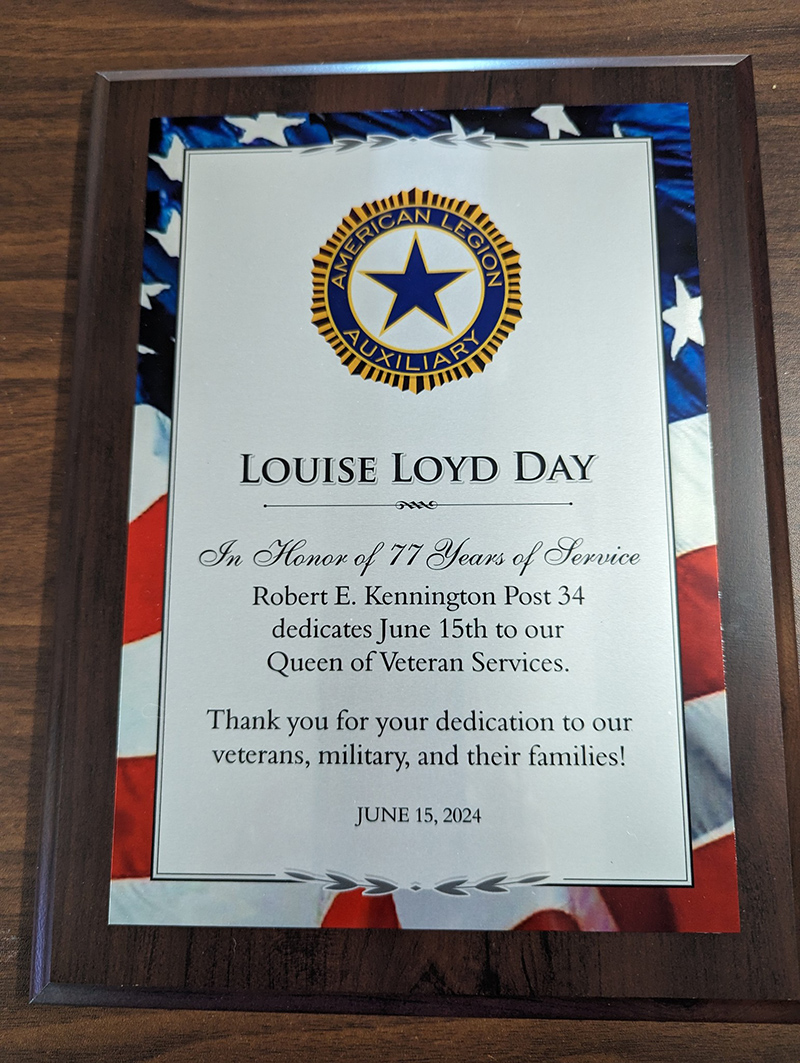 AMERICAN LEGION
AUXILIARY
LOUISE LOYD DAY
In Honor of 77 Years of Service
Robert E. Kennington Post 34
dedicates June 15th to our
Queen of Veteran Services.
Thank you for your dedication to our
veterans, military, and their families!
JUNE 15, 2024